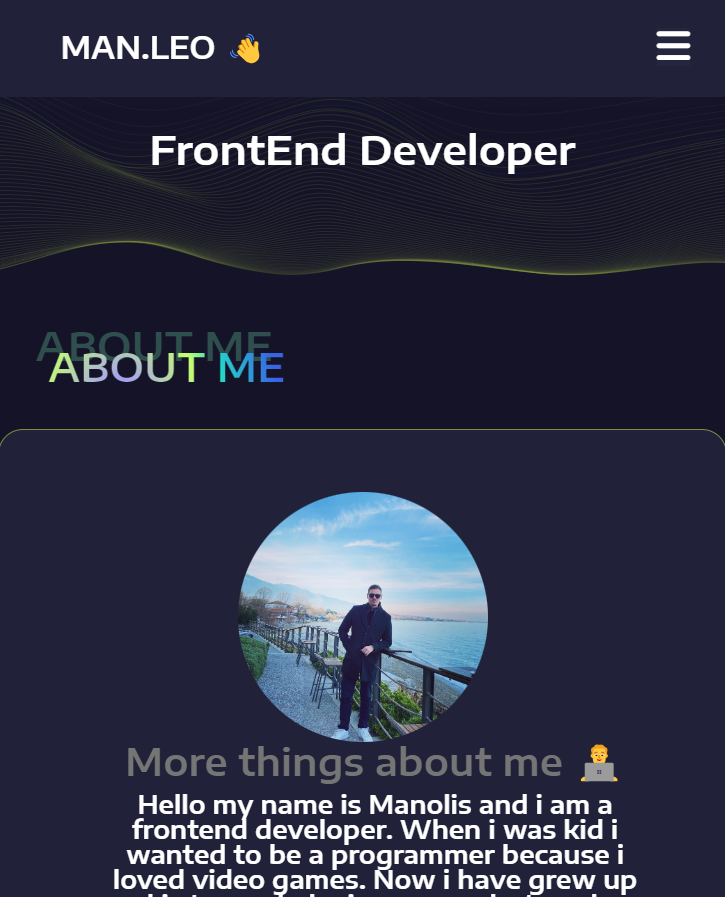 MAN.LEO 👋
FrontEnd Developer
ABOUT ME
ABOUT ME
More things about me 🧑‍💻
Hello my name is Manolis and i am a
frontend developer. When i was kid i
wanted to be a programmer because i
loved video games. Now i have grew up